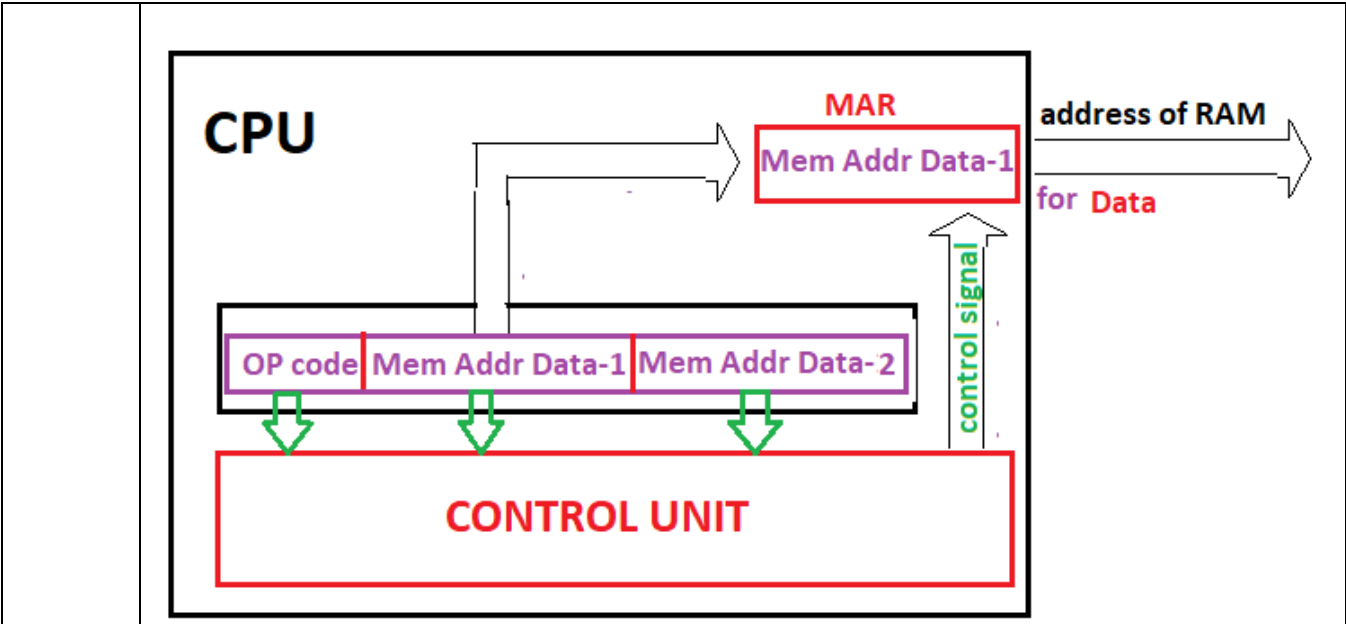 CPU
MAR
Mem Addr Data-1
address of RAM
for Data
control signal
OP code Mem Addr Data-1 Mem Addr Data-2
CONTROL UNIT